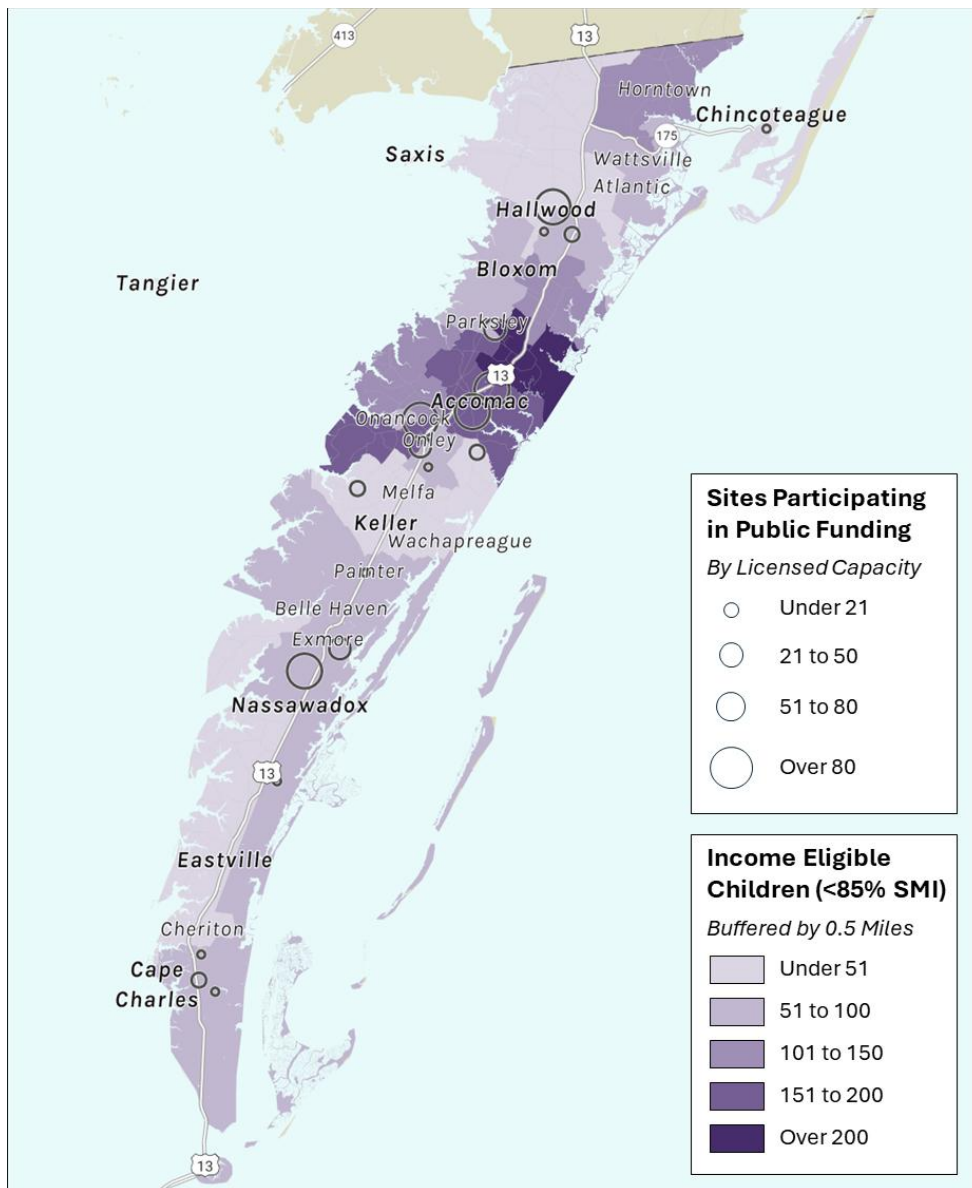 413
13
Horntown
Chincoteague
175
Saxis
Wattsville
Atlantic
Hallwood
Bloxom
Tangier
Parksley
13
Accomac
Onancock
Onley
Melfa
Keller
Wachapreague
Painter
Belle Haven
Exmore
Nassawadox
13
Eastville
Cheriton
Cape
Charles
13
Sites Participating
in Public Funding
By Licensed Capacity
Under 21
21 to 50
51 to 80
Over 80
Income Eligible
Children (<85% SMI)
Buffered by 0.5 Miles
Under 51
51 to 100
101 to 150
151 to 200
Over 200